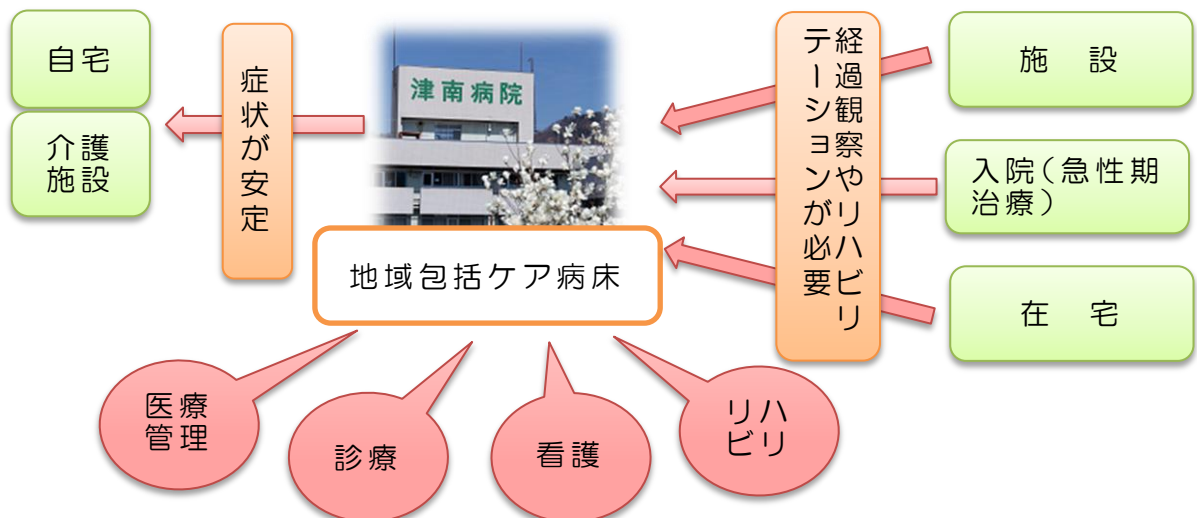 自宅
介護
施設
症状が安定
津南病院
地域包括ケア病床
経過観察やリハビリ
テーションが必要
施　設
入院（急性期
治療）
在　宅
医療
管理
診療
看護
リハ
ビリ